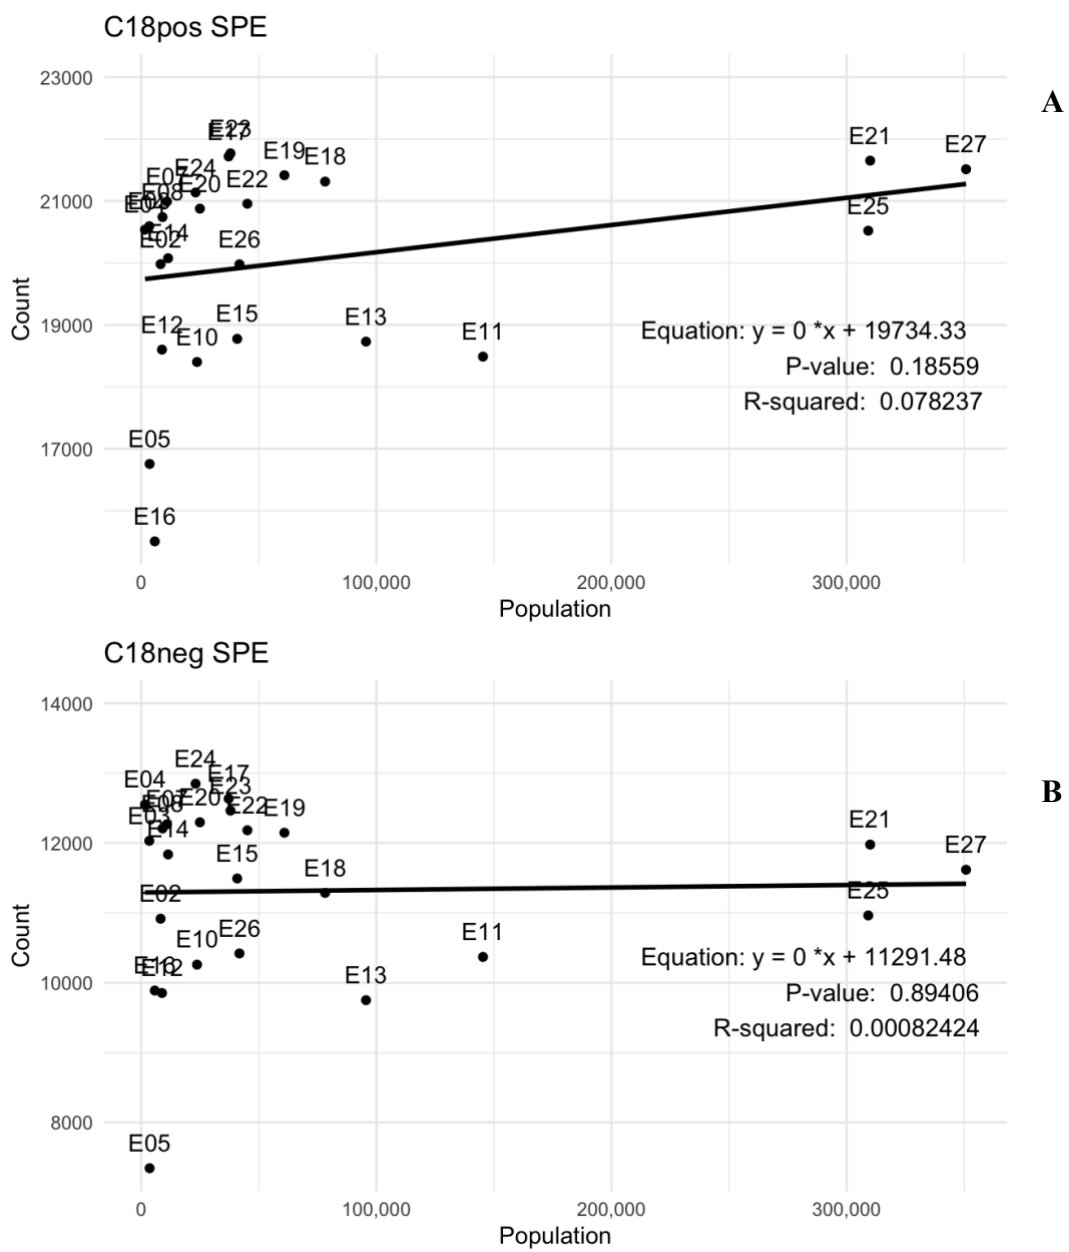 C18pos SPE
A
23000
21000
19000
17000
Count
E23
E17
E19
E18
E24
E07
E20
E22
E08
E14
E02
E26
E12
E10
E15
E13
E11
E05
E16
E21
E27
E25
Equation: y = 0 *x + 19734.33
P-value: 0.18559
R-squared: 0.078237
0 100,000 200,000 300,000
Population
C18neg SPE
B
14000
12000
10000
8000
Count
E24
E04
E17
E23
E07
E20
E08
E22
E19
E03
E14
E15
E18
E02
E10
E26
E16
E12
E13
E11
E05
E21
E27
E25
Equation: y = 0 *x + 11291.48
P-value: 0.89406
R-squared: 0.00082424
0 100,000 200,000 300,000
Population